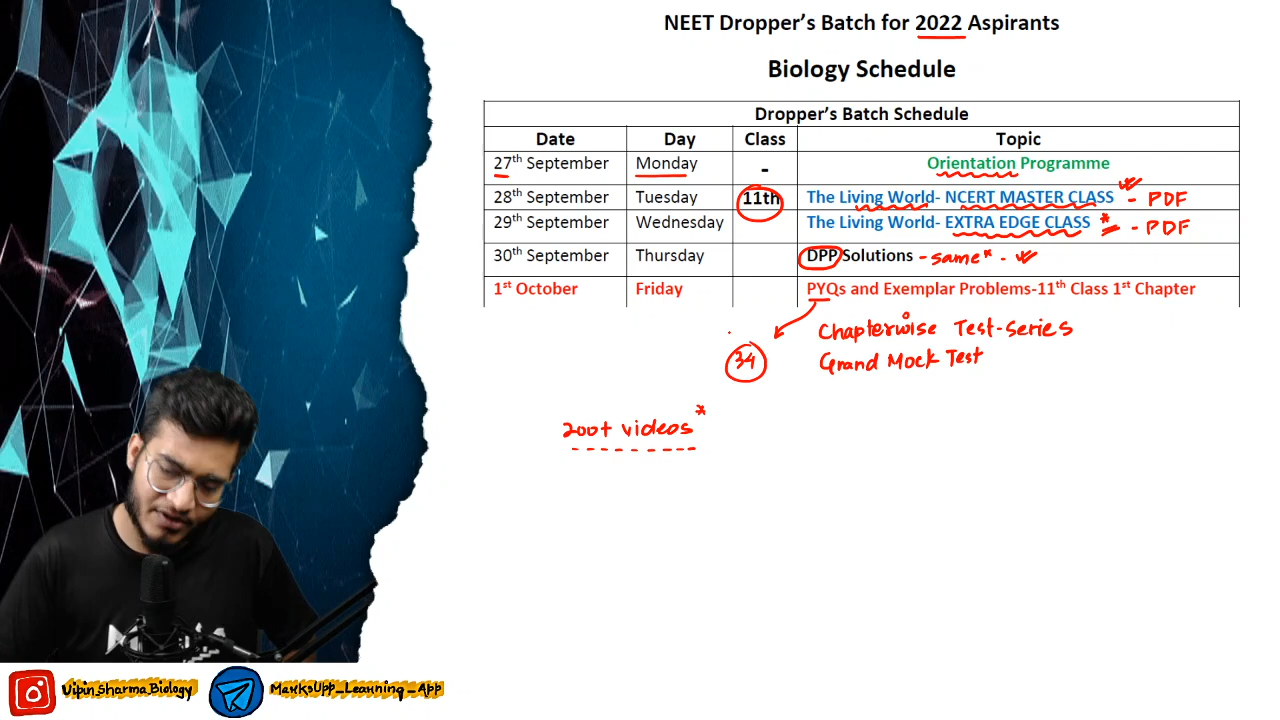 NEET Dropper’s Batch for 2022 Aspirants
Biology Schedule
Dropper’s Batch Schedule
Date Day Class Topic
27th September Monday - Orientation Programme
28th September Tuesday 11th The Living World- NCERT MASTER CLASS - PDF
29th September Wednesday The Living World- EXTRA EDGE CLASS * - PDF
30th September Thursday DPP Solutions - same* -
1st October Friday PYQs and Exemplar Problems-11th Class 1st Chapter
Chapterwise Test-series
34 Grand Mock Test
200+ videos*
Vipin_Sharma_Biology MarksUpp_Learning_App